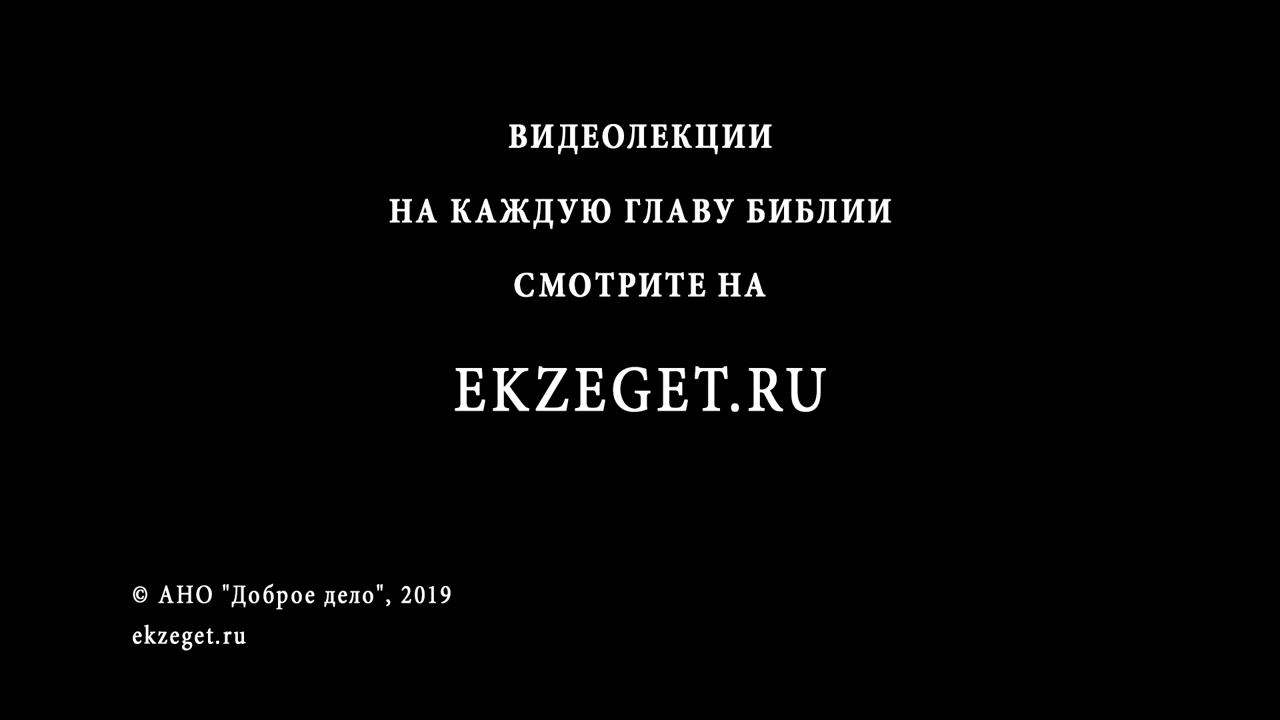 ВИДЕОЛЕКЦИИ
НА КАЖДУЮ ГЛАВУ БИБЛИИ
СМОТРИТЕ НА
EKZEGET.RU
© АНО "Доброе дело", 2019
ekzeget.ru